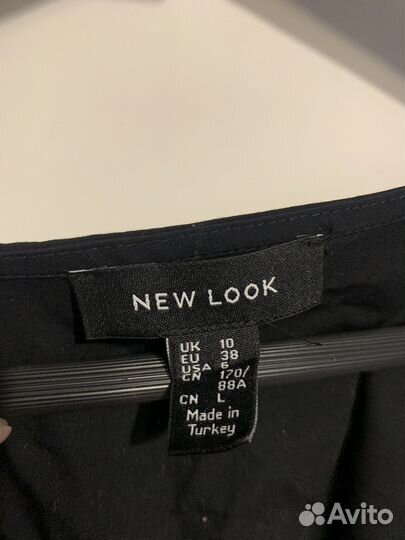 NEW LOOK
UK 10
EU 38
USA 6
CN 170/
88A
CN L
Made in
Turkey
Avito